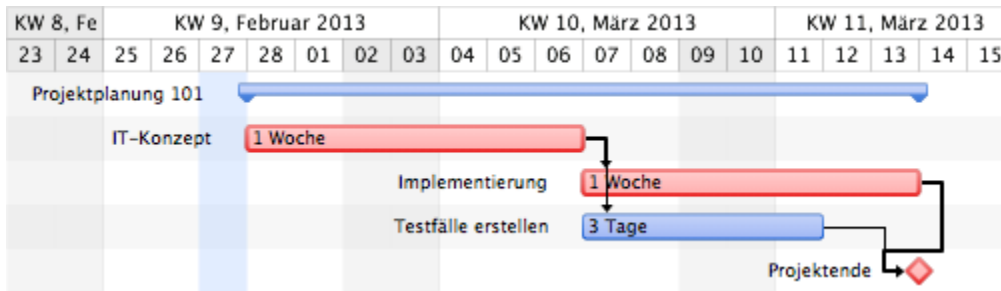 KW 8, Fe KW 9, Februar 2013 KW 10, März 2013 KW 11, März 2013
23 24 25 26 27 28 01 02 03 04 05 06 07 08 09 10 11 12 13 14 15
Projektplanung 101
IT-Konzept 1 Woche
Implementierung 1 Woche
Testfälle erstellen 3 Tage
Projektende